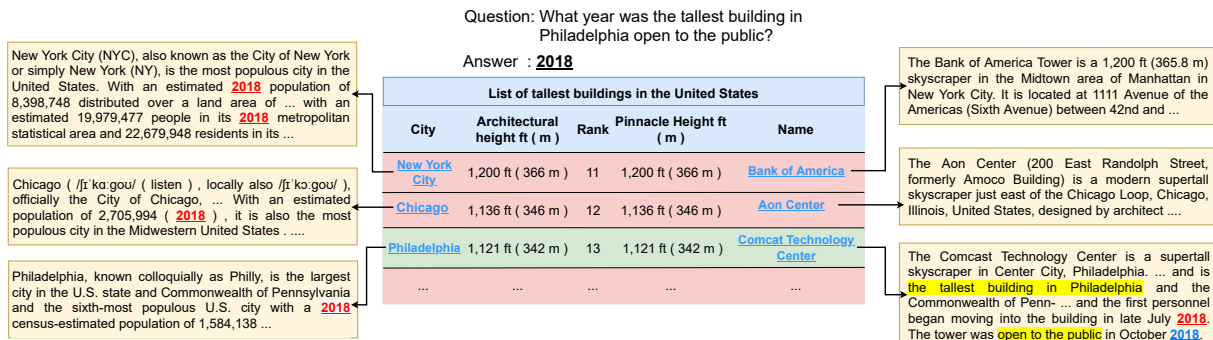 Question: What year was the tallest building in
Philadelphia open to the public?
Answer : 2018
New York City (NYC), also known as the City of New York
or simply New York (NY), is the most populous city in the
United States. With an estimated 2018 population of
8,398,748 distributed over a land area of ... with an
estimated 19,979,477 people in its 2018 metropolitan
statistical area and 22,679,948 residents in its ...
Chicago ( /ʃɪˈkɑːɡoʊ/ ( listen ) , locally also /ʃɪˈkɔːɡoʊ/ ),
officially the City of Chicago, ... With an estimated
population of 2,705,994 ( 2018 ) , it is also the most
populous city in the Midwestern United States . ....
Philadelphia, known colloquially as Philly, is the largest
city in the U.S. state and Commonwealth of Pennsylvania
and the sixth-most populous U.S. city with a 2018
census-estimated population of 1,584,138 ...
List of tallest buildings in the United States
City Architectural height ft ( m ) Rank Pinnacle Height ft ( m ) Name
New York City 1,200 ft ( 366 m ) 11 1,200 ft ( 366 m ) Bank of America
Chicago 1,136 ft ( 346 m ) 12 1,136 ft ( 346 m ) Aon Center
Philadelphia 1,121 ft ( 342 m ) 13 1,121 ft ( 342 m ) Comcat Technology Center
... ... ... ... ...
The Bank of America Tower is a 1,200 ft (365.8 m)
skyscraper in the Midtown area of Manhattan in
New York City. It is located at 1111 Avenue of the
Americas (Sixth Avenue) between 42nd and ...
The Aon Center (200 East Randolph Street,
formerly Amoco Building) is a modern supertall
skyscraper just east of the Chicago Loop, Chicago,
Illinois, United States, designed by architect ....
The Comcast Technology Center is a supertall
skyscraper in Center City, Philadelphia. ... and is
the tallest building in Philadelphia and the
Commonwealth of Penn- ... and the first personnel
began moving into the building in late July 2018.
The tower was open to the public in October 2018.